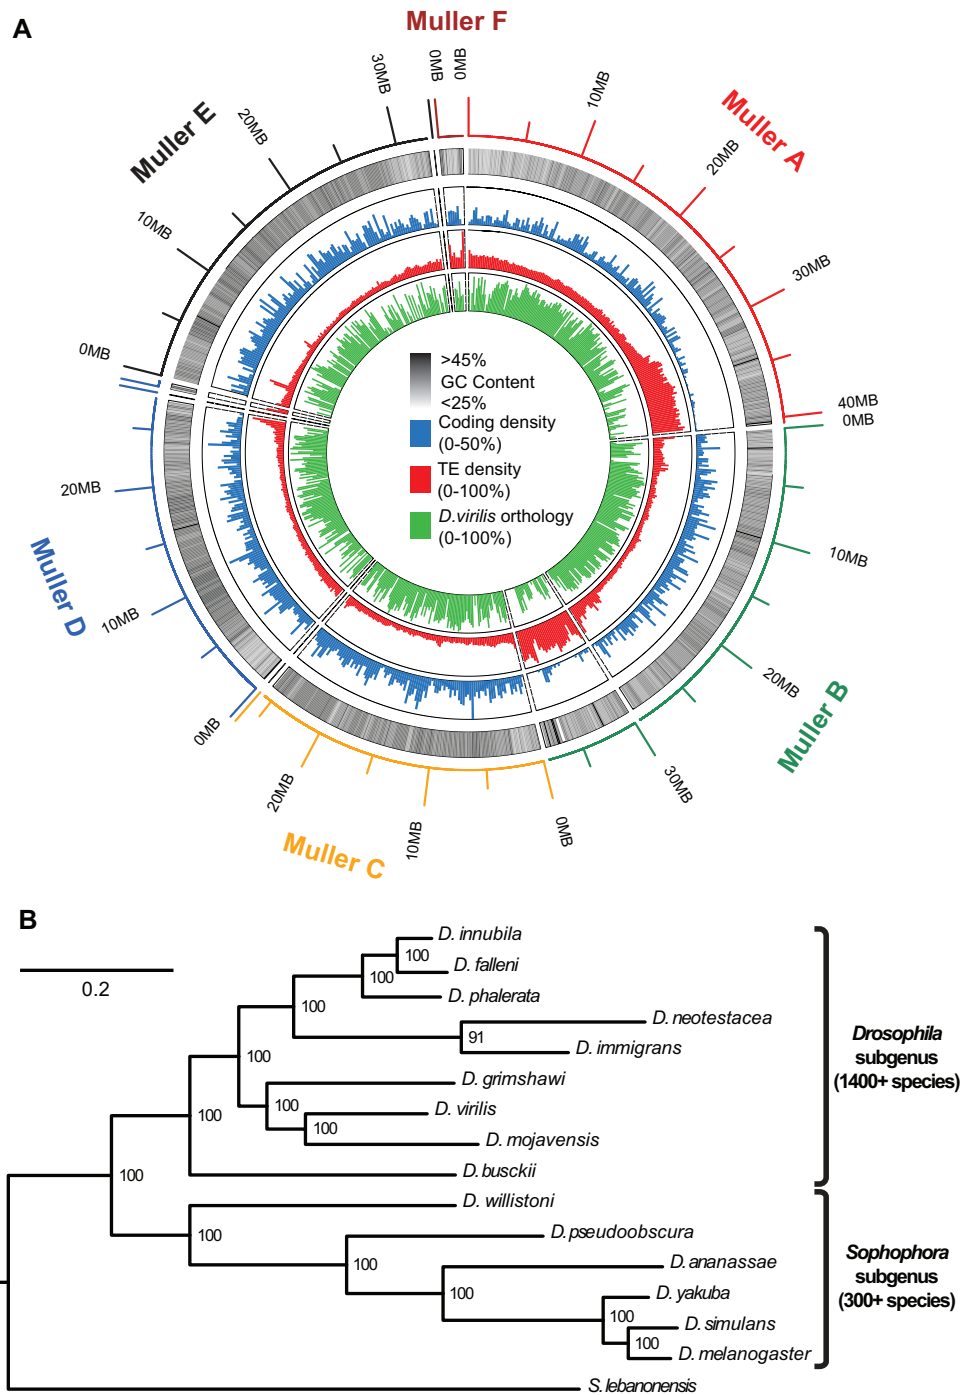 A
Muller F
Muller E
Muller A
30MB
0MB
0MB
10MB
20MB
20MB
10MB
30MB
0MB
40MB
0MB
>45%
GC Content
<25%
Coding density
(0-50%)
TE density
(0-100%)
D.virilis orthology
(0-100%)
20MB
10MB
Muller D
10MB
20MB
Muller B
0MB
30MB
20MB
10MB
0MB
Muller C
B
0.2
D. innubila
100
D. falleni
100
D. phalerata
100
D. neotestacea
91
D. immigrans
100
D. grimshawi
100
D. virilis
100
100
D. mojavensis
100
D. busckii
D. willistoni
100
D. pseudoobscura
100
D. ananassae
100
D. yakuba
100
D. simulans
100
D. melanogaster
S. lebanonensis
Drosophila
subgenus
(1400+ species)
Sophophora
subgenus
(300+ species)